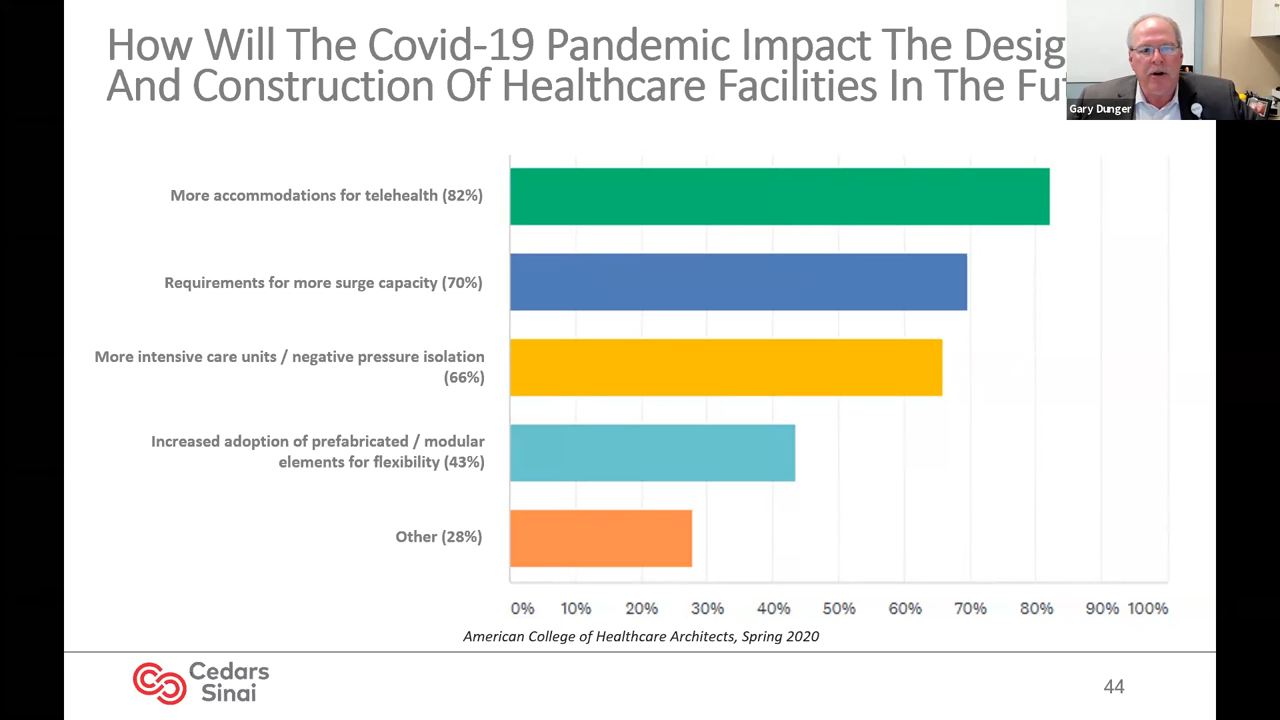 How Will The Covid-19 Pandemic Impact The Desig
And Construction Of Healthcare Facilities In The Fut
Gary Dunger
More accommodations for telehealth (82%)
Requirements for more surge capacity (70%)
More intensive care units / negative pressure isolation
(66%)
Increased adoption of prefabricated / modular
elements for flexibility (43%)
Other (28%)
0% 10% 20% 30% 40% 50% 60% 70% 80% 90% 100%
American College of Healthcare Architects, Spring 2020
Cedars
Sinai
44